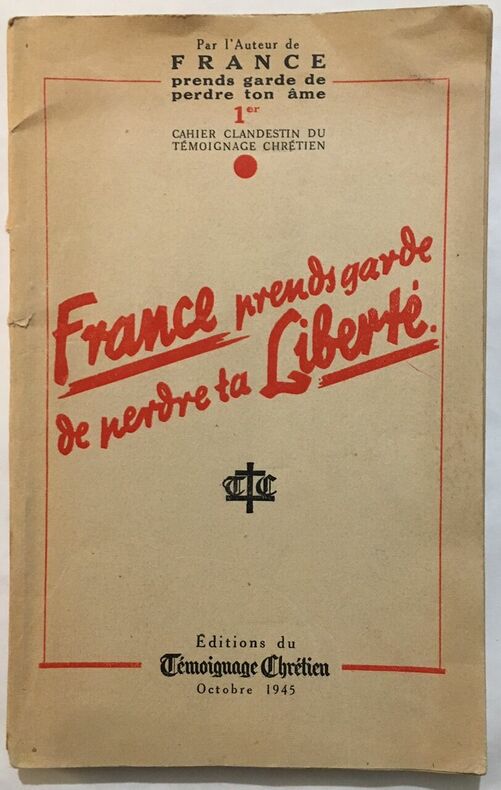 Par l'Auteur de
FRANCE
prends garde de
perdre ton âme
1er
CAHIER CLANDESTIN DU
TÉMOIGNAGE CHRÉTIEN
France prends garde
de perdre ta Liberté.
TC
Éditions du
Témoignage Chrétien
Octobre 1945